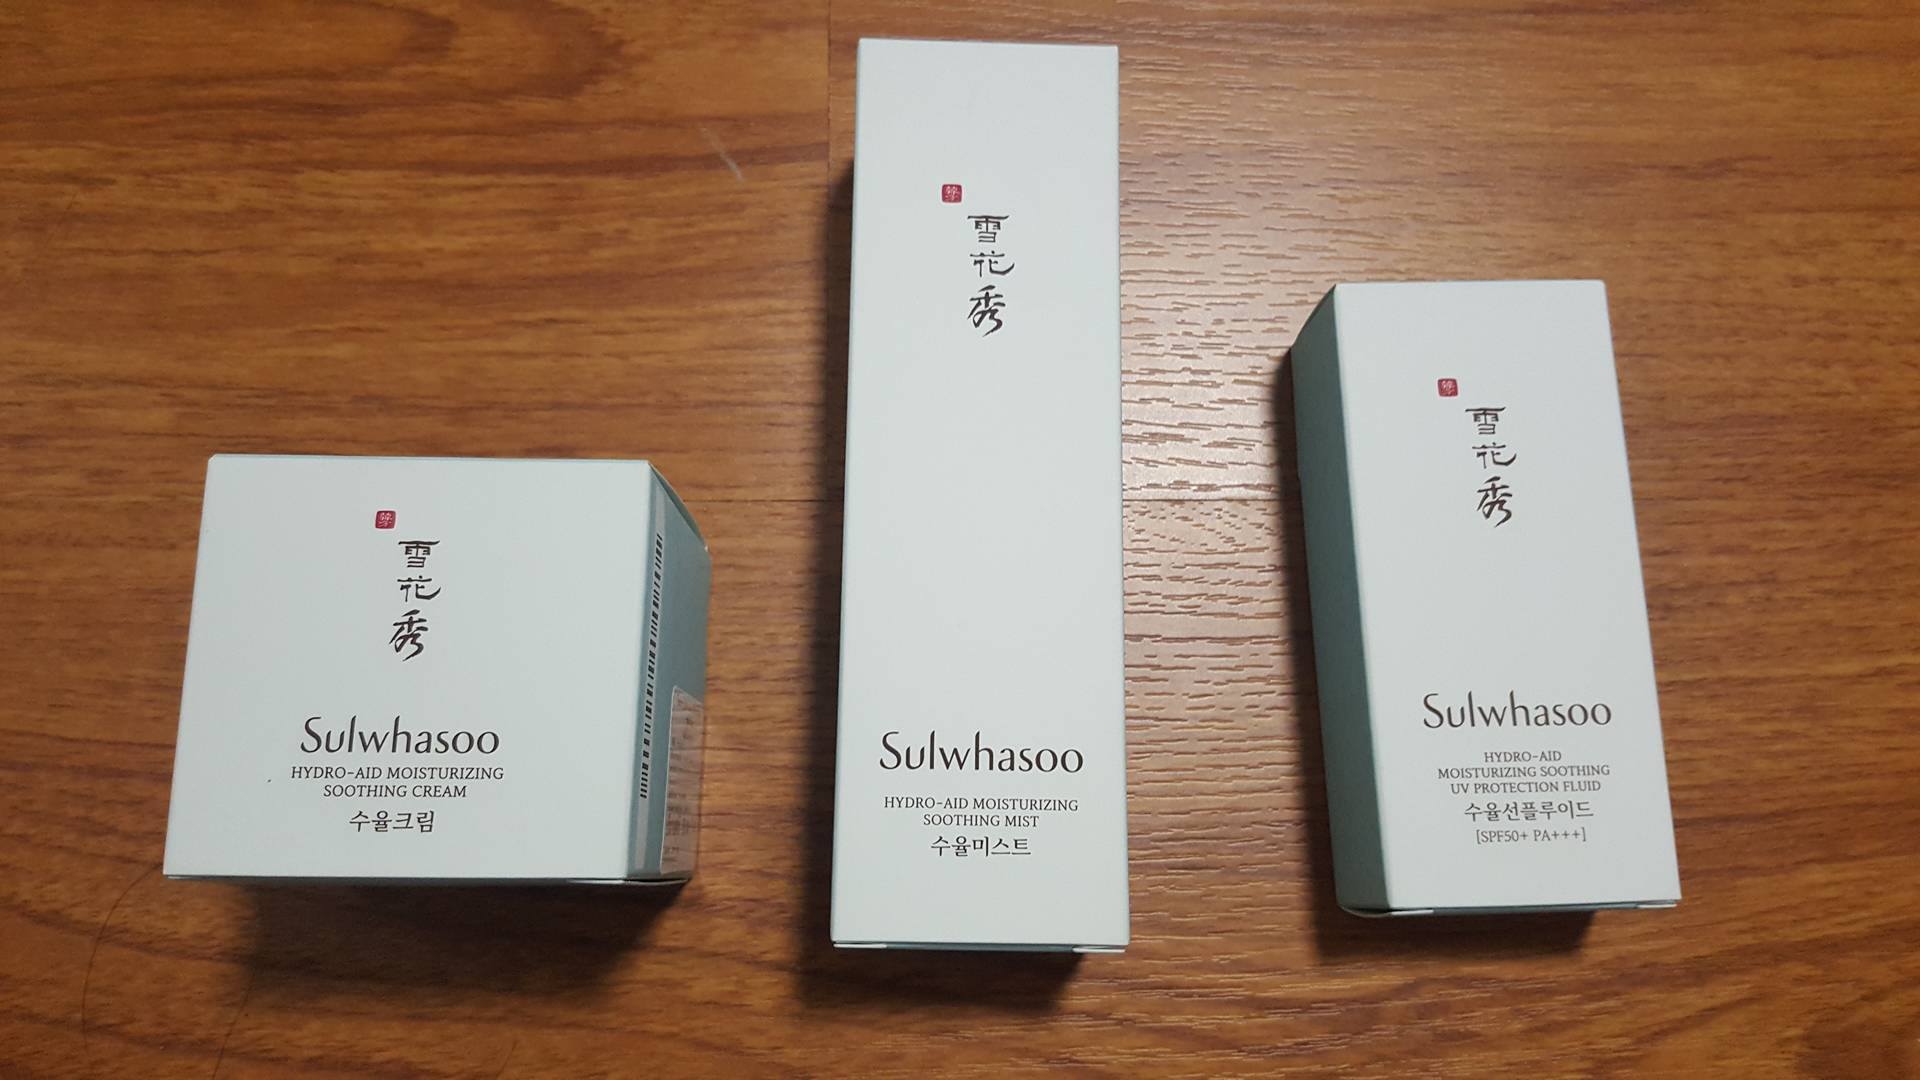 雪
花
秀
Sulwhasoo
HYDRO-AID MOISTURIZING
SOOTHING CREAM
수율크림
雪
花
秀
Sulwhasoo
HYDRO-AID MOISTURIZING
SOOTHING MIST
수율미스트
雪
花
秀
Sulwhasoo
HYDRO-AID
MOISTURIZING SOOTHING
UV PROTECTION FLUID
수율선플루이드
[SPF50+ PA+++]